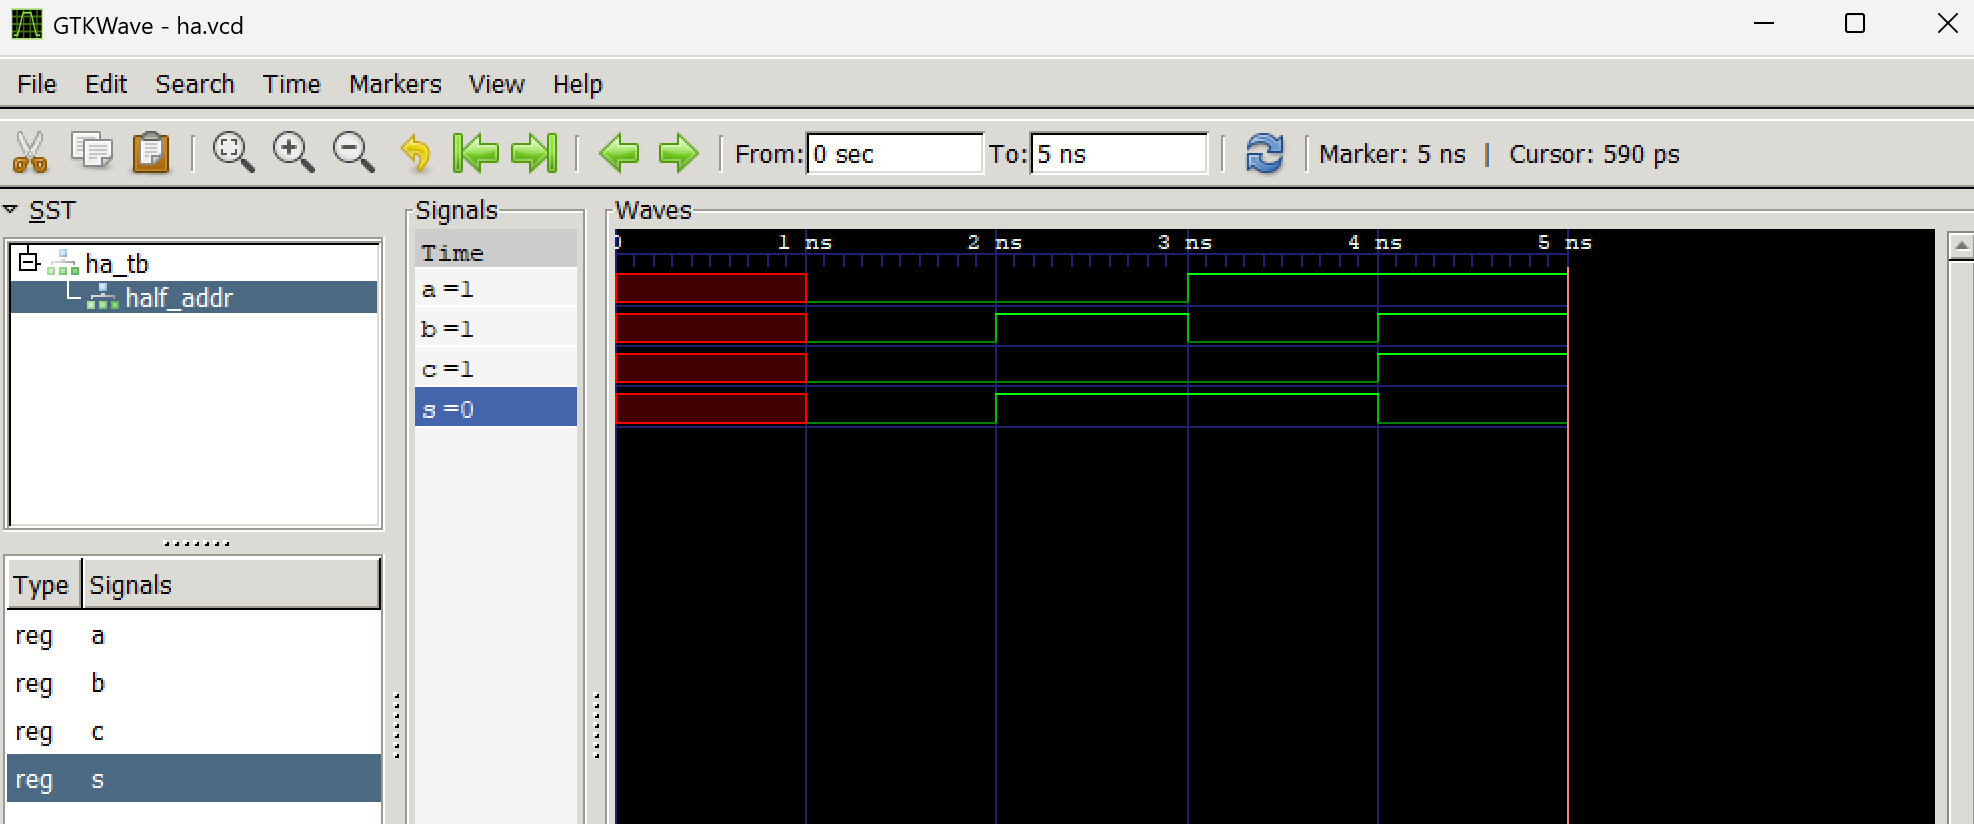 GTKWave - ha.vcd
File Edit Search Time Markers View Help
From: 0 sec To: 5 ns Marker: 5 ns | Cursor: 590 ps
SST
ha_tb
half_addr
Type Signals
reg a
reg b
reg c
reg s
Signals
Time
a=1
b=1
c=1
s=0
Waves
0 1 ns 2 ns 3 ns 4 ns 5 ns